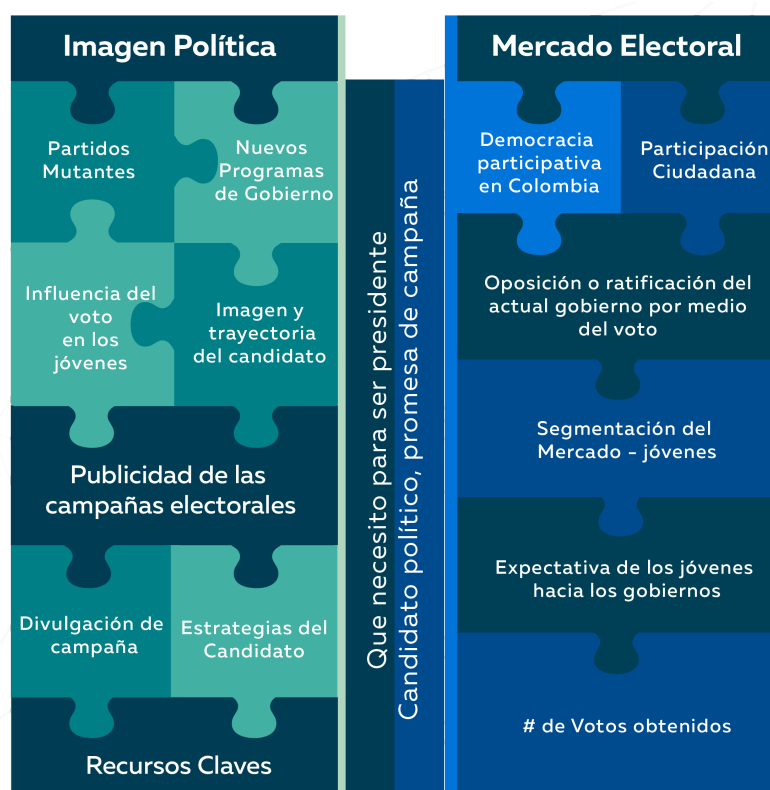 Imagen Política
Partidos
Mutantes
Nuevos
Programas
de Gobierno
Influencia del
voto
en los
jóvenes
Imagen y
trayectoria
del candidato
Publicidad de las
campañas electorales
Divulgación de
campaña
Estrategias del
Candidato
Recursos Claves
Que necesito para ser presidente
Candidato político, promesa de campaña
Mercado Electoral
Democracia
participativa
en Colombia
Participación
Ciudadana
Oposición o ratificación del
actual gobierno por medio
del voto
Segmentación del
Mercado - jóvenes
Expectativa de los jóvenes
hacia los gobiernos
# de Votos obtenidos